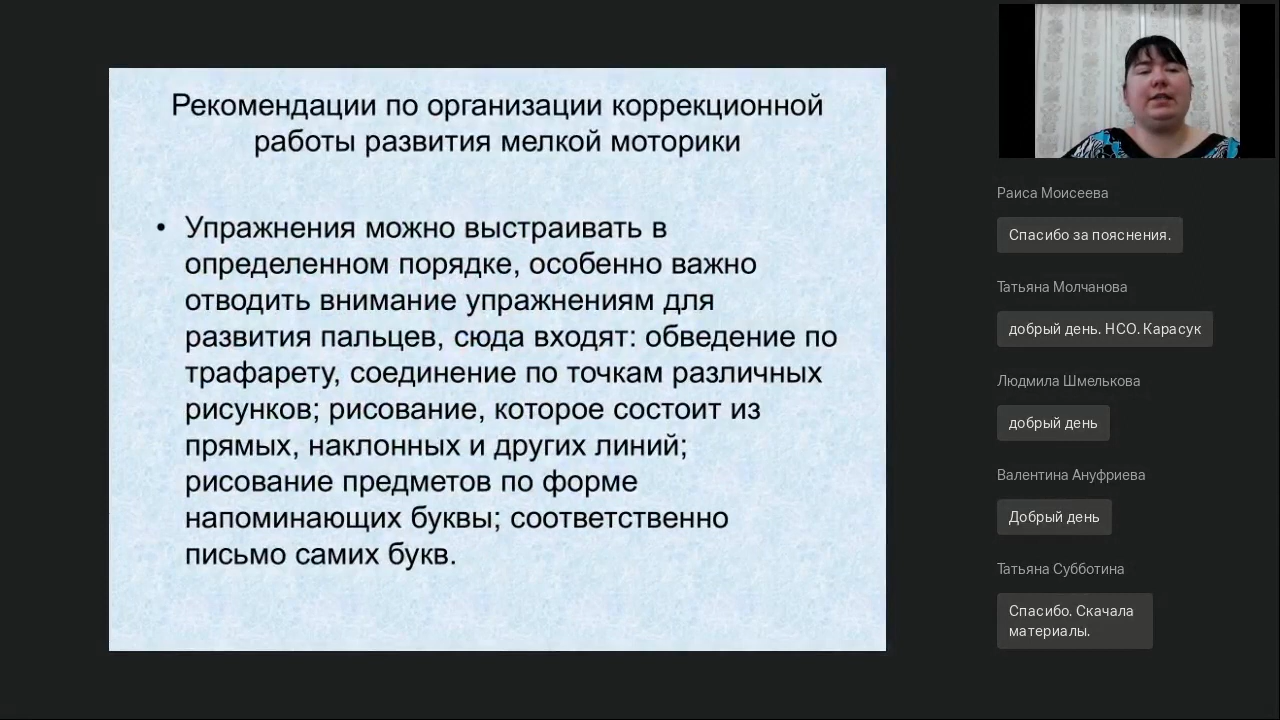 Рекомендации по организации коррекционной
работы развития мелкой моторики
• Упражнения можно выстраивать в
определенном порядке, особенно важно
отводить внимание упражнениям для
развития пальцев, сюда входят: обведение по
трафарету, соединение по точкам различных
рисунков; рисование, которое состоит из
прямых, наклонных и других линий;
рисование предметов по форме
напоминающих буквы; соответственно
письмо самих букв.
Раиса Моисеева
Спасибо за пояснения.
Татьяна Молчанова
добрый день. НСО. Карасук
Людмила Шмелькова
добрый день
Валентина Ануфриева
Добрый день
Татьяна Субботина
Спасибо. Скачала
материалы.